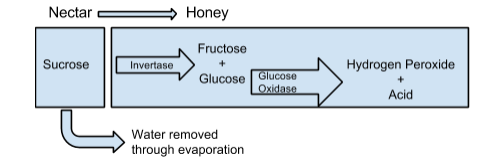 Nectar Honey
Sucrose
Invertase
Fructose
+
Glucose
Glucose
Oxidase
Hydrogen Peroxide
+
Acid
Water removed
through evaporation